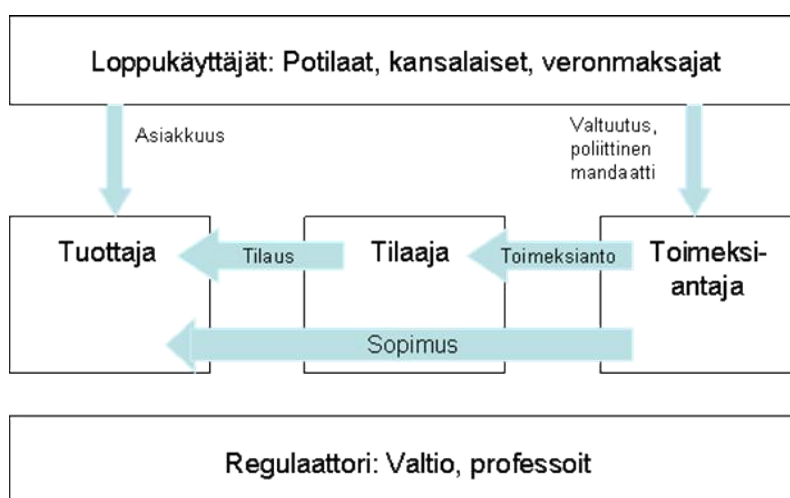 Loppukäyttäjät: Potilaat, kansalaiset, veronmaksajat
Asiakkuus
Valtuutus,
poliittinen
mandaatti
Tuottaja
Tilaus
Tilaaja
Toimeksianto
Toimeksi-
antaja
Sopimus
Regulaattori: Valtio, professoit